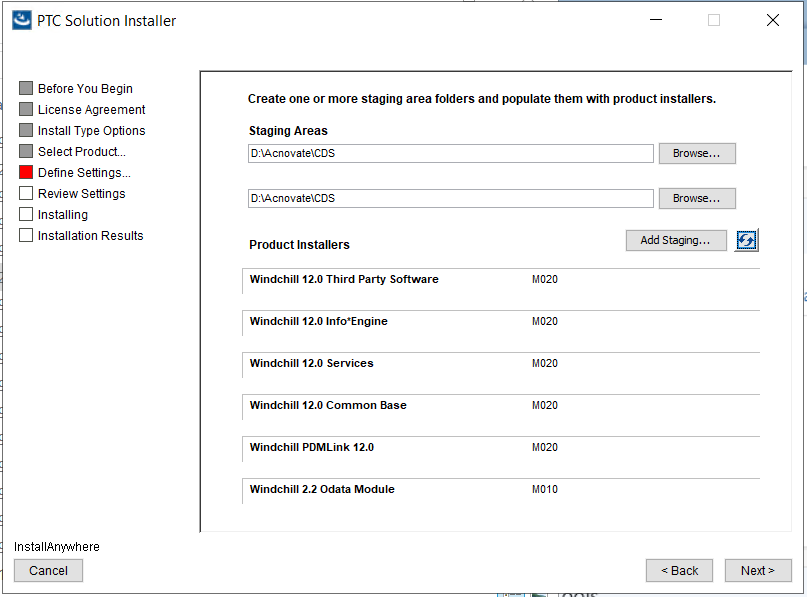 PTC Solution Installer
Before You Begin
License Agreement
Install Type Options
Select Product...
Define Settings...
Review Settings
Installing
Installation Results
Create one or more staging area folders and populate them with product installers.
Staging Areas
D:\Acnovate\CDS Browse...
D:\Acnovate\CDS Browse...
Product Installers Add Staging...
Windchill 12.0 Third Party Software M020
Windchill 12.0 Info*Engine M020
Windchill 12.0 Services M020
Windchill 12.0 Common Base M020
Windchill PDMLink 12.0 M020
Windchill 2.2 Odata Module M010
InstallAnywhere
Cancel < Back Next >